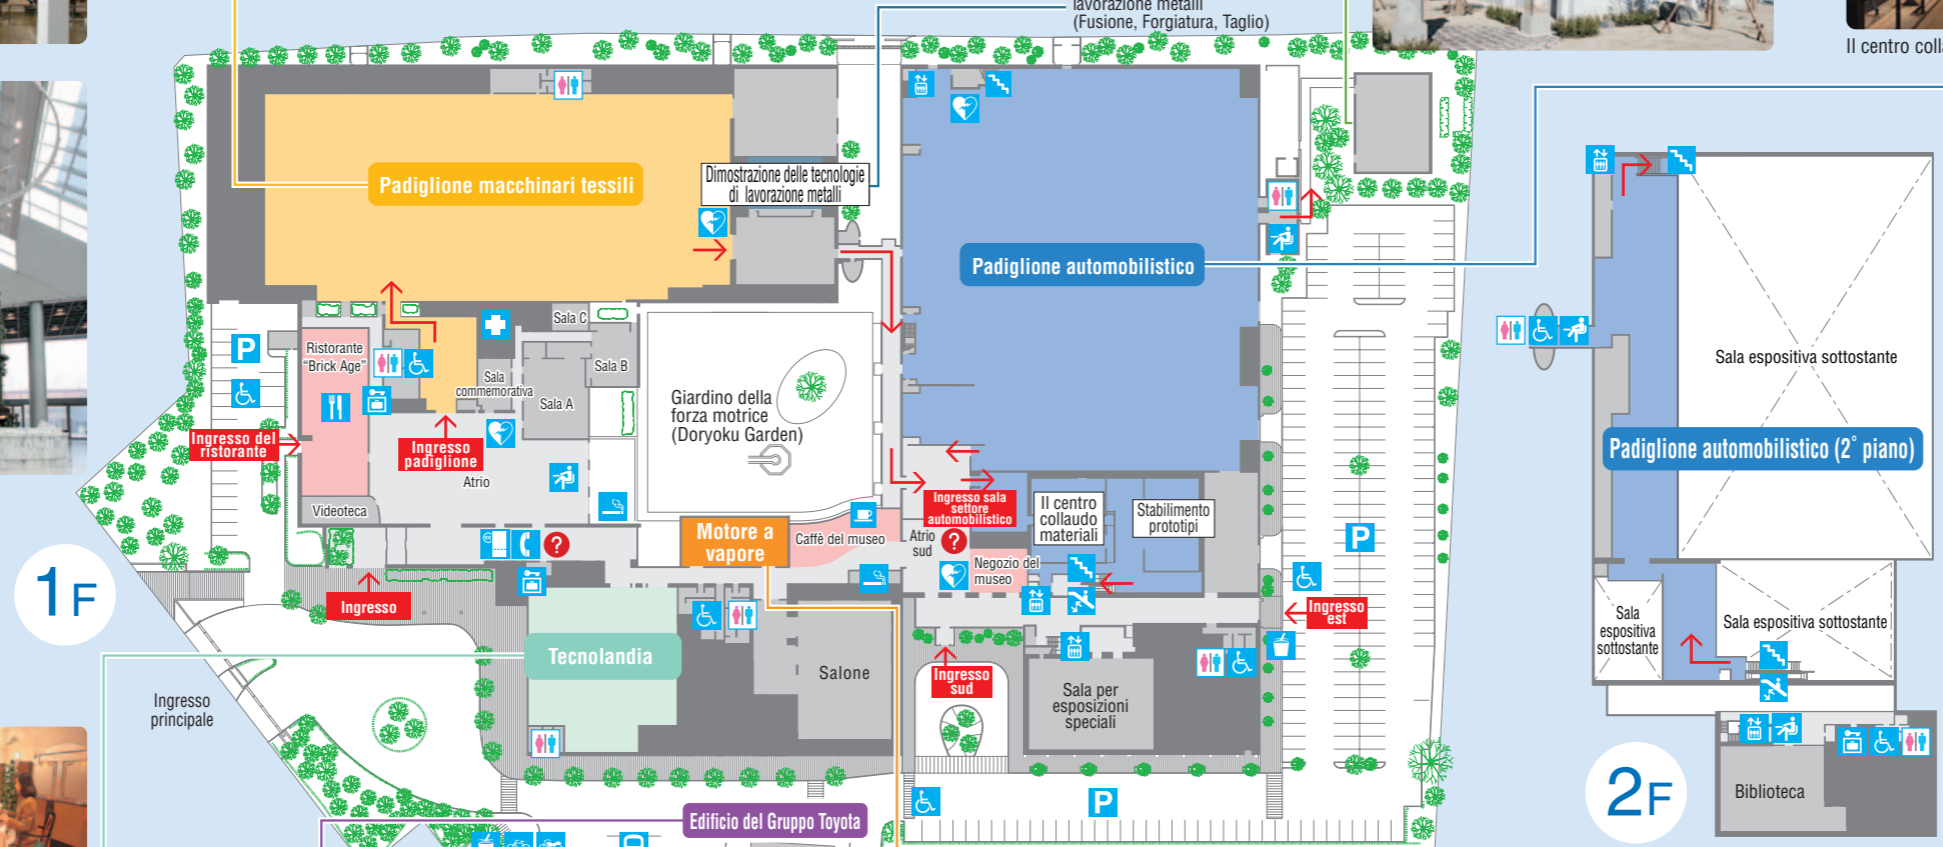 lavorazione metalli
(Fusione, Forgiatura, Taglio)
Il centro colla
Padiglione macchinari tessili
Dimostrazione delle tecnologie
di lavorazione metalli
Padiglione automobilistico
Sala C
Sala B
Sala A
Sala
commemorativa
Ristorante
"Brick Age"
P
Ingresso del
ristorante
Ingresso
padiglione
Atrio
Videoteca
Giardino della
forza motrice
(Doryoku Garden)
Motore a
vapore
Caffè del museo
Atrio
sud
Ingresso sala
settore
automobilistico
Negozio del
museo
Il centro
collaudo
materiali
Stabilimento
prototipi
P
Ingresso
est
?
?
1F
Ingresso
Tecnolandia
Salone
Ingresso
sud
Sala per
esposizioni
speciali
Ingresso
principale
P
Edificio del Gruppo Toyota
Sala espositiva sottostante
Padiglione automobilistico (2° piano)
Sala
espositiva
sottostante
Sala espositiva sottostante
Biblioteca
2F